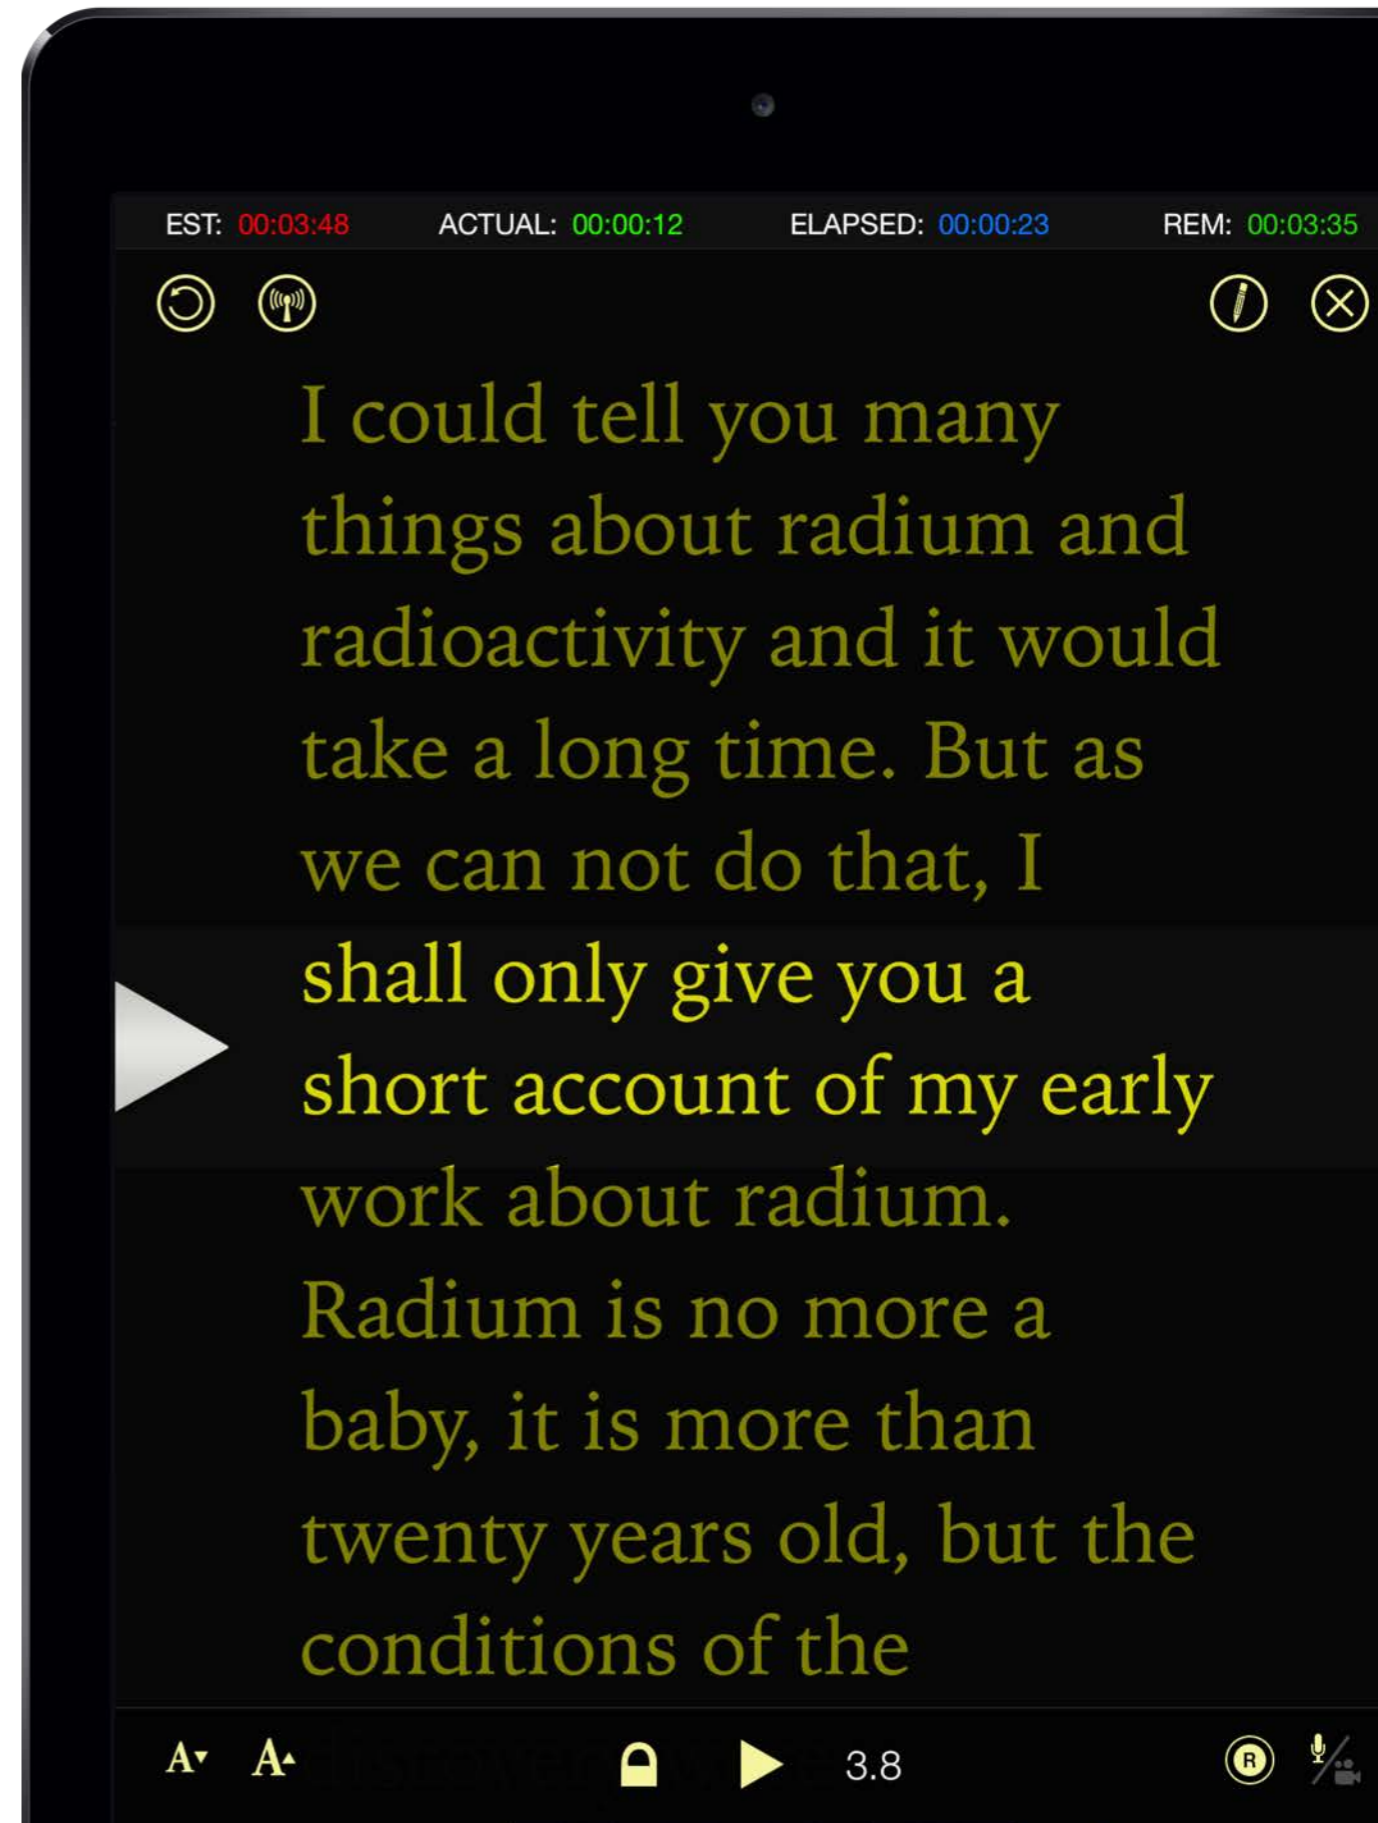 EST: 00:03:48 ACTUAL: 00:00:12 ELAPSED: 00:00:23 REM: 00:03:35
I could tell you many
things about radium and
radioactivity and it would
take a long time. But as
we can not do that, I
shall only give you a
short account of my early
work about radium.
Radium is no more a
baby, it is more than
twenty years old, but the
conditions of the
A A 3.8 R